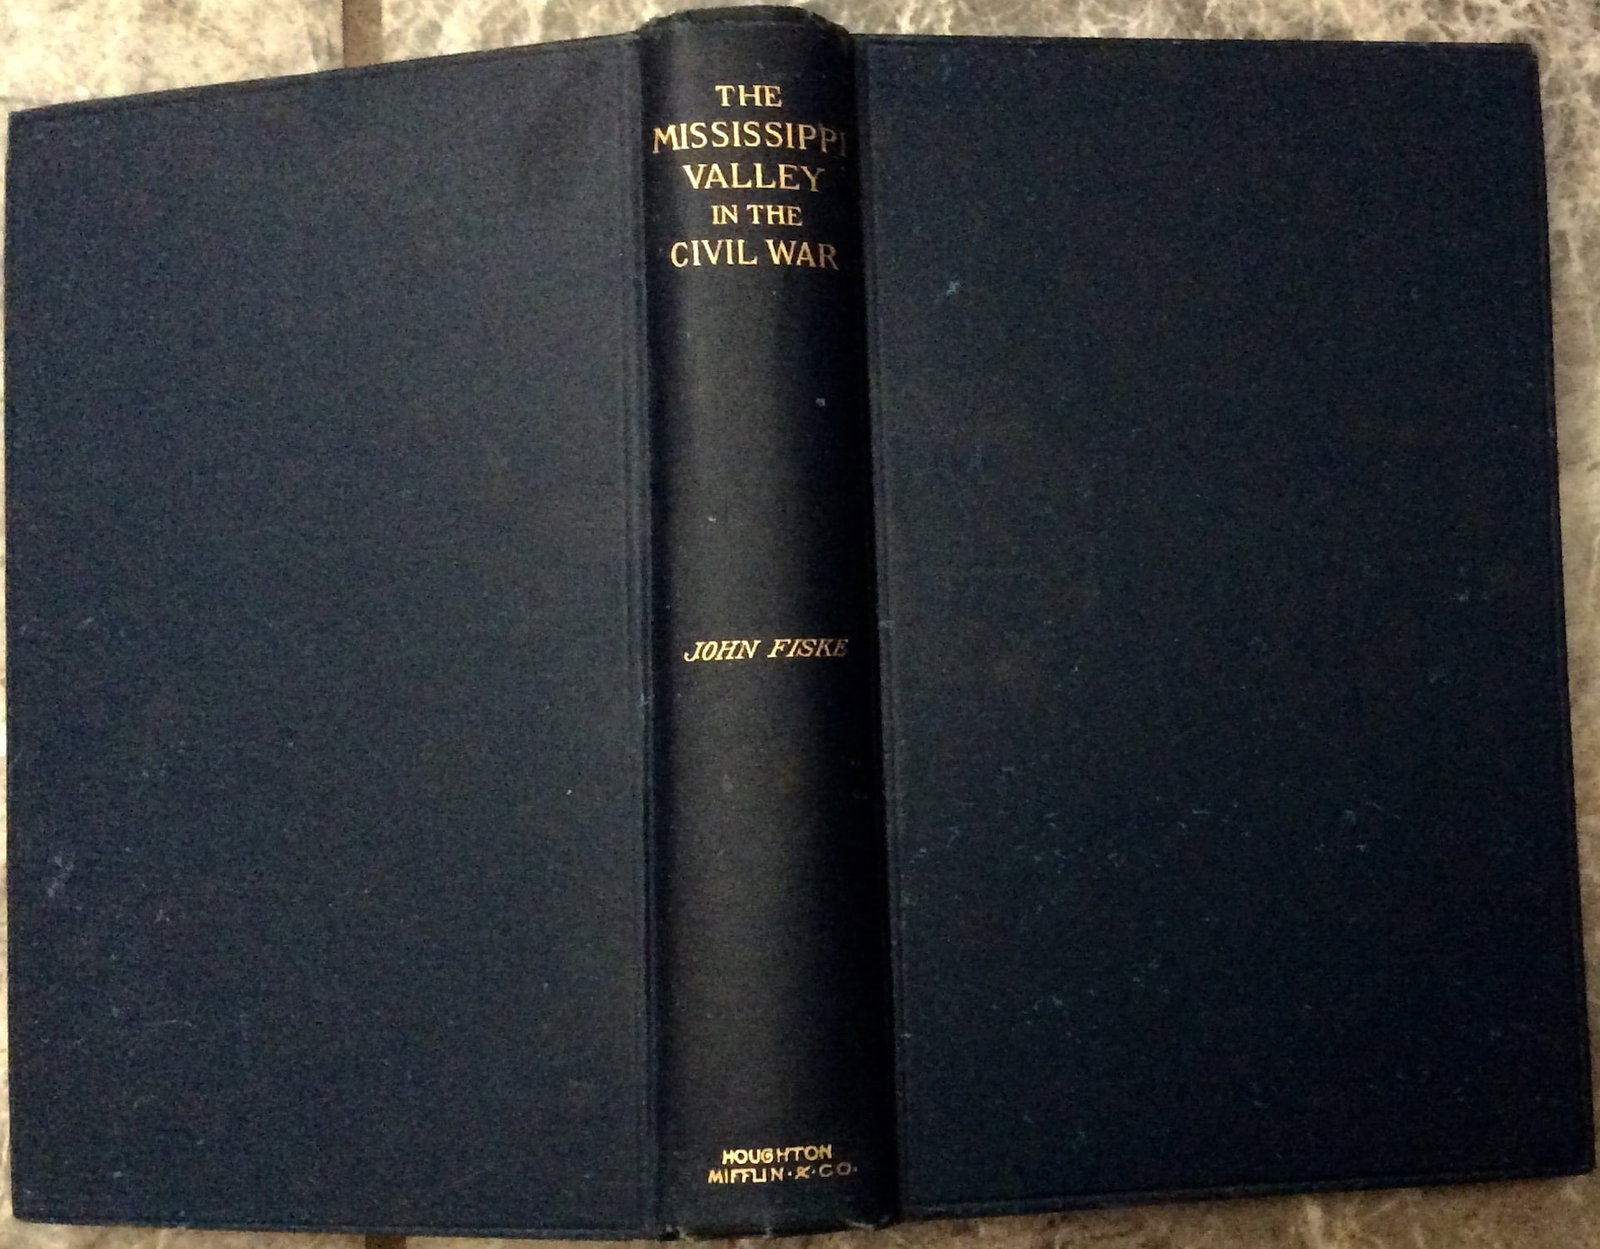 THE
MISSISSIPPI
VALLEY
IN THE
CIVIL WAR
JOHN FISKE
HOUGHTON
MIFFLIN·&·CO·